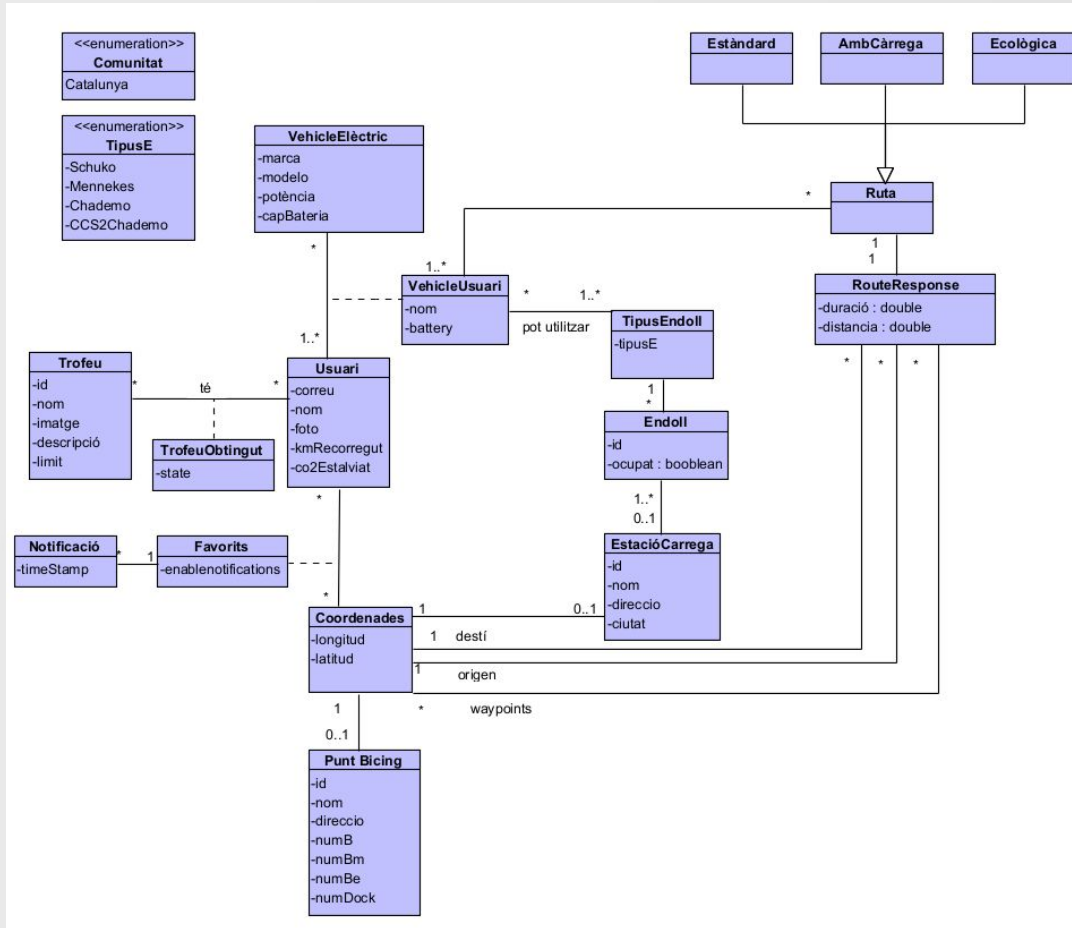 <<enumeration>>
Comunitat
Catalunya
<<enumeration>>
TipusE
-Schuko
-Mennekes
-Chademo
-CCS2Chademo
VehicleElèctric
-marca
-modelo
-potència
-capBateria
Estàndard
AmbCàrrega
Ecològica
Ruta
*
1..*
1
1
RouteResponse
-duració : double
-distancia : double
* * *
*
1..*
VehicleUsuari
-nom
-battery
* 1..*
pot utilitzar
TipusEndoll
-tipusE
1
*
Endoll
-id
-ocupat : booblean
1..*
0..1
EstacióCarrega
-id
-nom
-direccio
-ciutat
Trofeu
-id
-nom
-imatge
-descripció
-limit
* té *
TrofeuObtingut
-state
Usuari
-correu
-nom
-foto
-kmRecorregut
-co2Estalviat
*
*
Notificació
-timeStamp
* 1
Favorits
-enablenotifications
Coordenades
-longitud
-latitud
1 0..1
1 destí
1 origen
* waypoints
1
0..1
Punt Bicing
-id
-nom
-direccio
-numB
-numBm
-numBe
-numDock